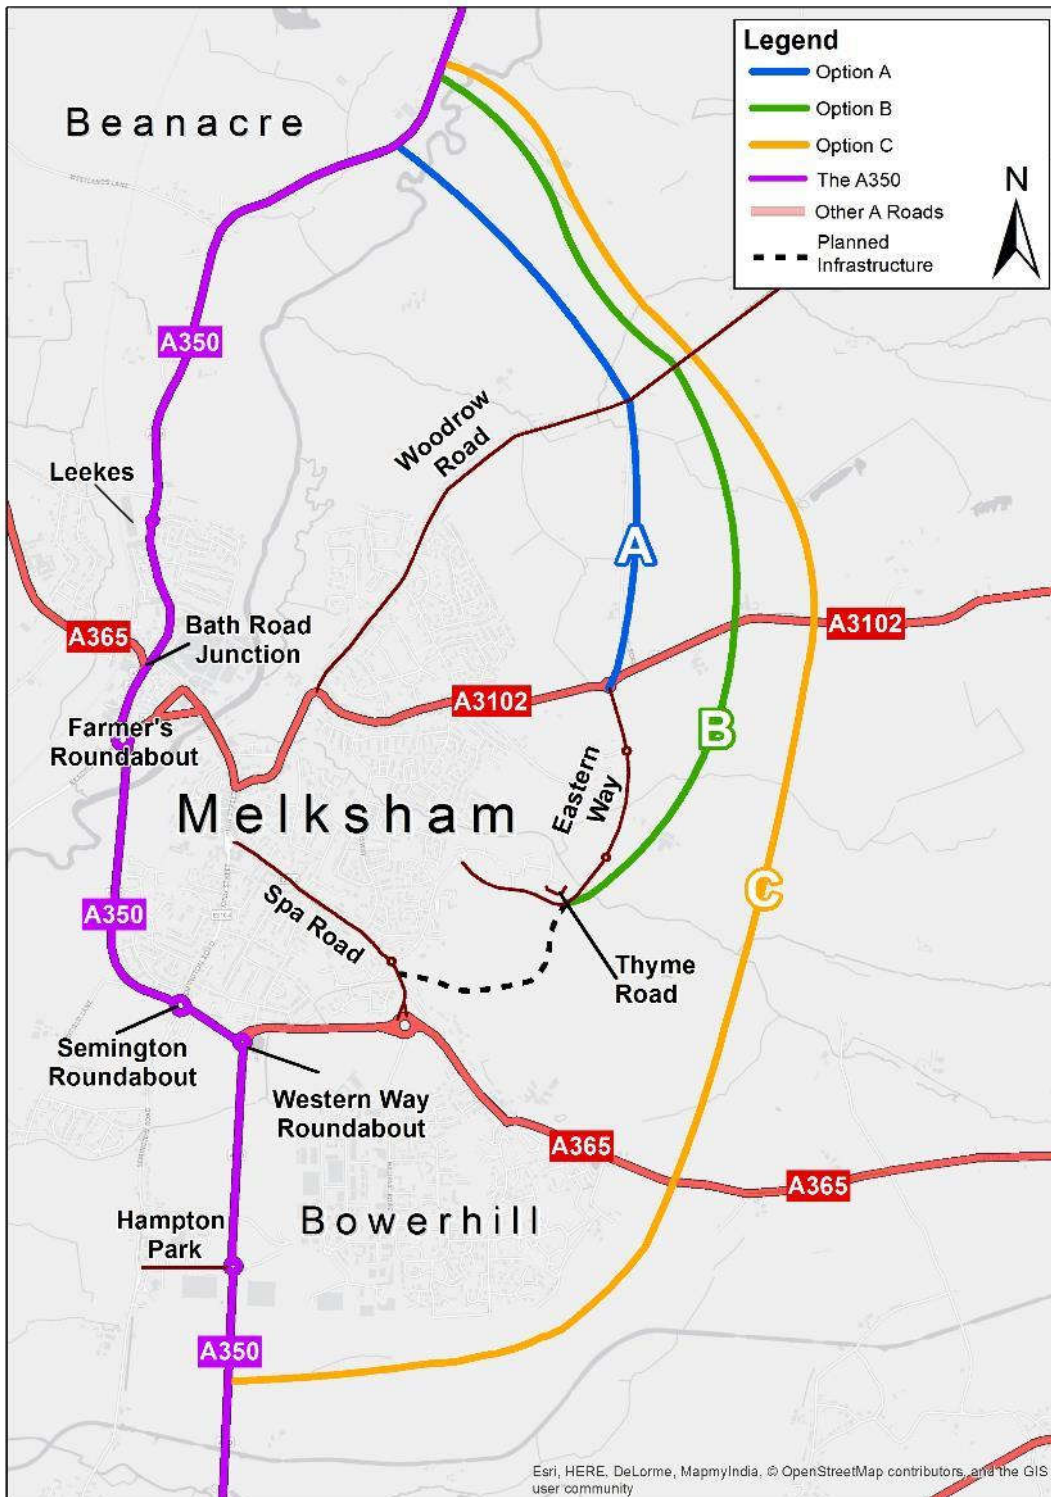 Legend
Option A
Option B
Option C
The A350
Other A Roads
Planned
Infrastructure
N
Beanacre
A350
Woodrow
Road
Leekes
A
A365
Bath Road
Junction
A3102
A3102
Farmer's
Roundabout
B
Eastern
Way
Melksham
C
Spa Road
A350
Thyme
Road
Semington
Roundabout
Western Way
Roundabout
A365
A365
Hampton
Park
Bowerhill
A350
Esri, HERE, DeLorme, MapmyIndia, © OpenStreetMap contributors, and the GIS
user community